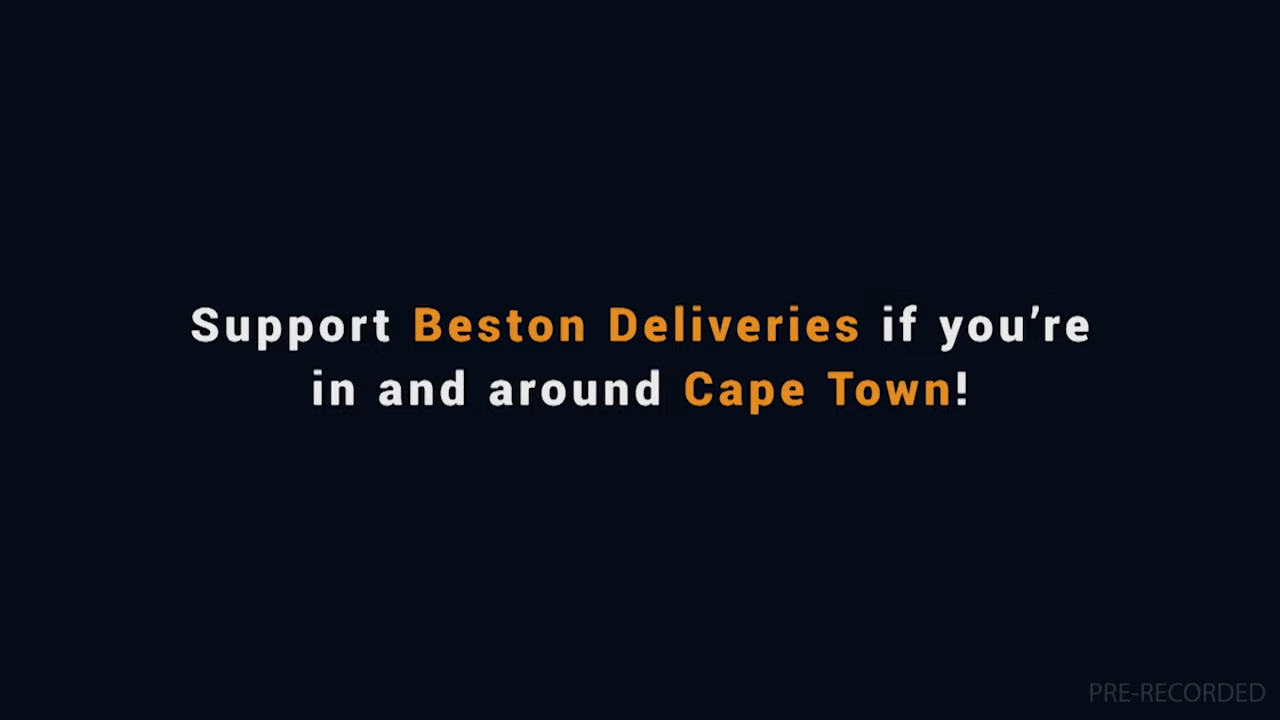 Support Beston Deliveries if you’re
in and around Cape Town!
PRE-RECORDED